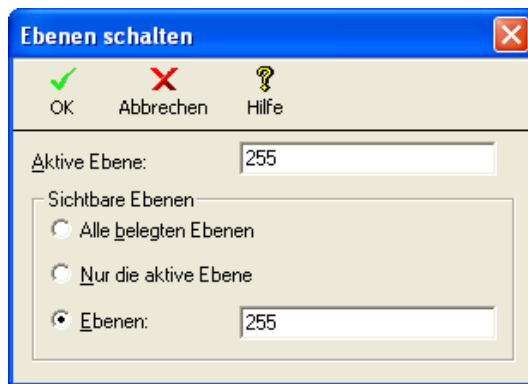 Ebenen schalten
OK Abbrechen Hilfe
Aktive Ebene: 255
Sichtbare Ebenen
Alle belegten Ebenen
Nur die aktive Ebene
Ebenen: 255